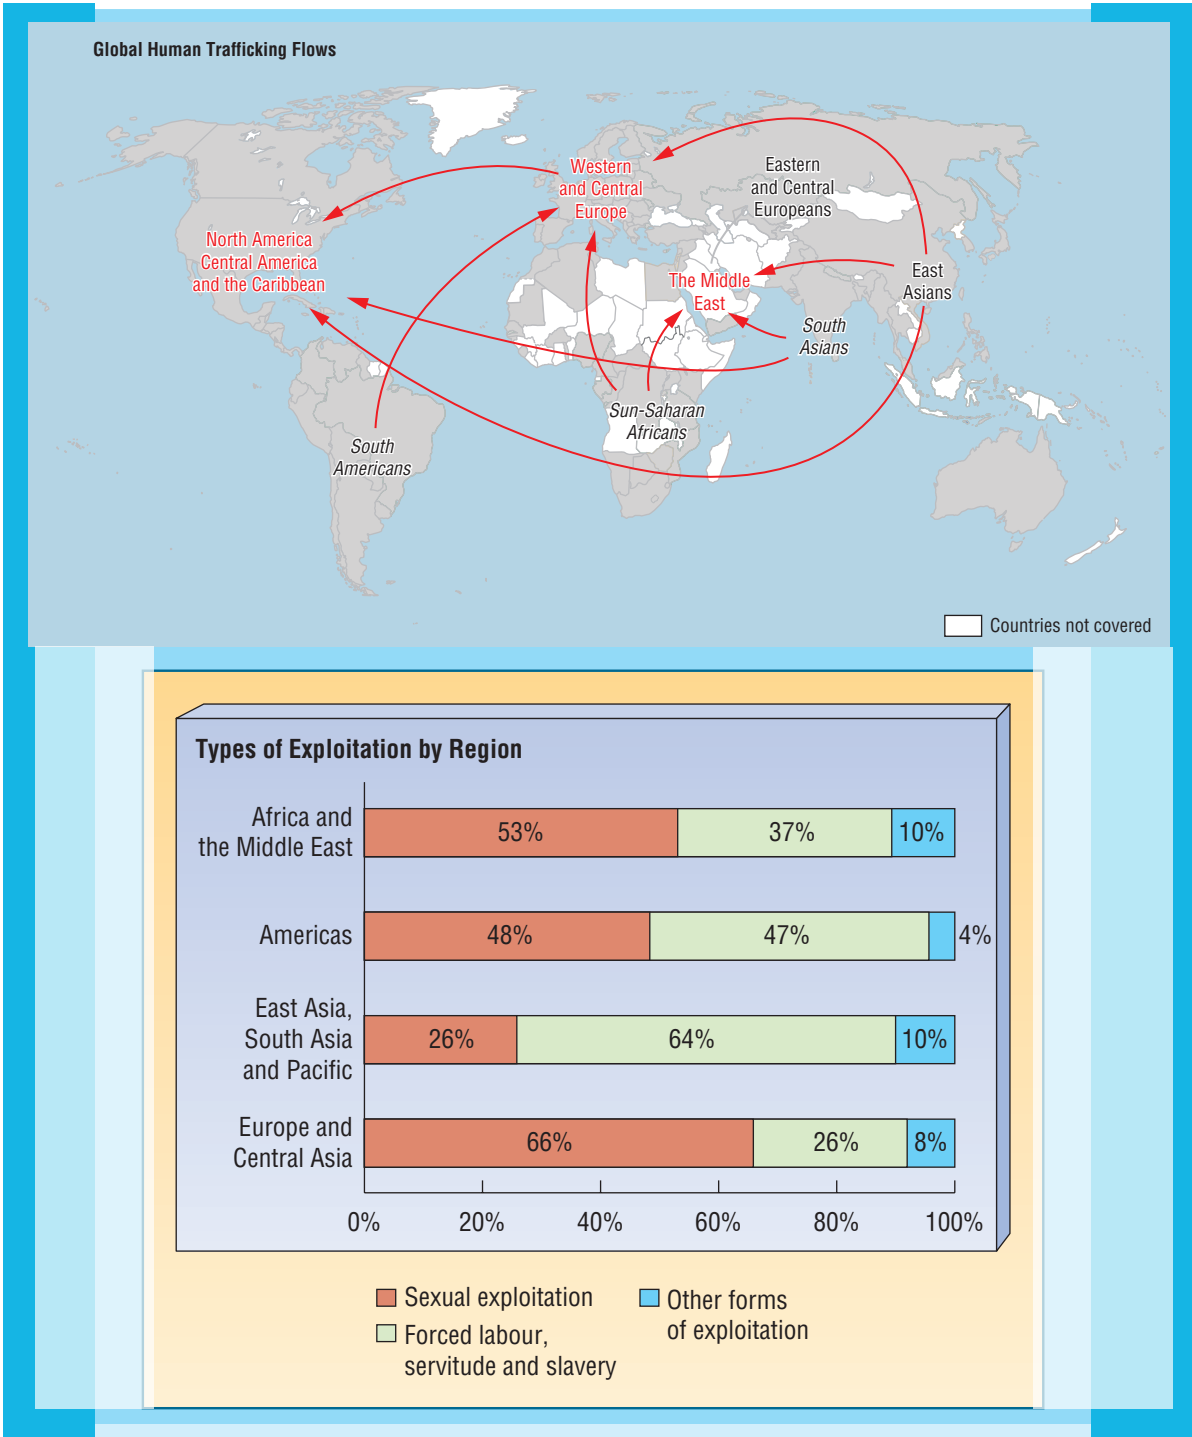 Global Human Trafficking Flows
Western
and Central
Europe
Eastern
and Central
Europeans
North America
Central America
and the Caribbean
The Middle
East
East
Asians
South
Asians
Sun-Saharan
Africans
South
Americans
Countries not covered
Types of Exploitation by Region
Africa and
the Middle East
53% 37% 10%
Americas
48% 47% 4%
East Asia,
South Asia
and Pacific
26% 64% 10%
Europe and
Central Asia
66% 26% 8%
0% 20% 40% 60% 80% 100%
Sexual exploitation
Forced labour,
servitude and slavery
Other forms
of exploitation